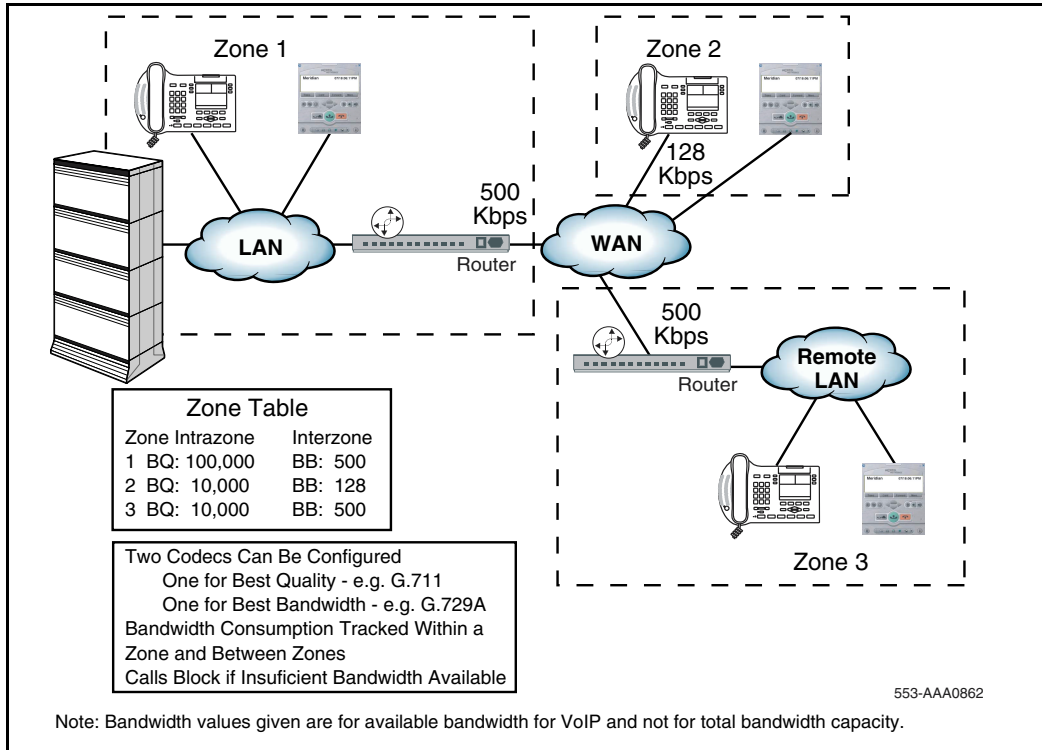 Zone 1
Zone 2
Meridian
Meridian
128
Kbps
500
Kbps
LAN
WAN
Router
500
Kbps
Router
Remote
LAN
Meridian
Zone 3
Zone Table
Zone Intrazone Interzone
1 BQ: 100,000 BB: 500
2 BQ: 10,000 BB: 128
3 BQ: 10,000 BB: 500
Two Codecs Can Be Configured
One for Best Quality - e.g. G.711
One for Best Bandwidth - e.g. G.729A
Bandwidth Consumption Tracked Within a
Zone and Between Zones
Calls Block if Insuficient Bandwidth Available
553-AAA0862
Note: Bandwidth values given are for available bandwidth for VoIP and not for total bandwidth capacity.